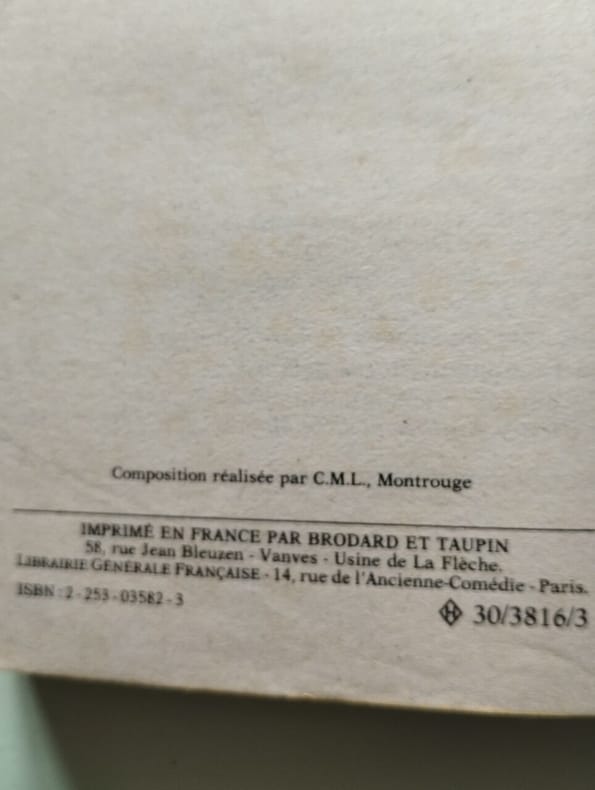 Composition réalisée par C.M.L., Montrouge
IMPRIMÉ EN FRANCE PAR BRODARD ET TAUPIN
58, rue Jean Bleuzen - Vanves - Usine de La Flèche.
LIBRAIRIE GÉNÉRALE FRANÇAISE - 14, rue de l'Ancienne-Comédie - Paris.
ISBN : 2 - 253 - 03582 - 3
30/3816/3